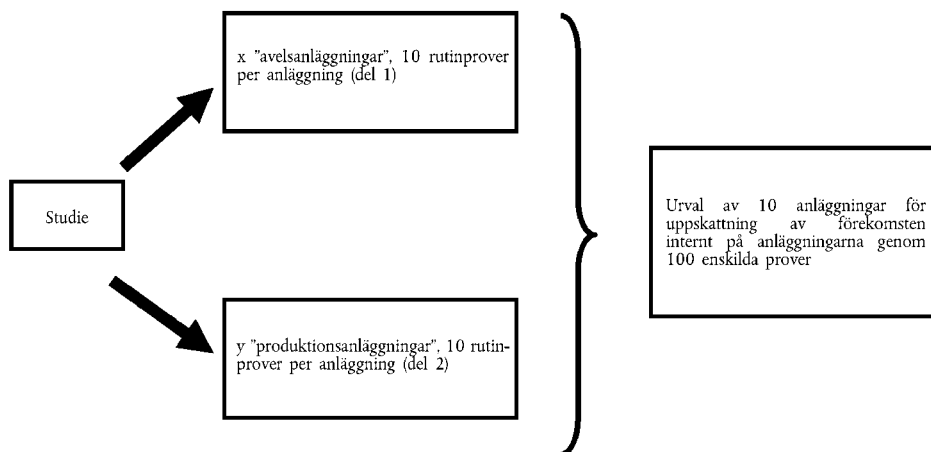 x "avelsanläggningar", 10 rutinprover
per anläggning (del 1)
Studie
Urval av 10 anläggningar för
uppskattning av förekomsten
internt på anläggningarna genom
100 enskilda prover
y "produktionsanläggningar", 10 rutin-
prover per anläggning (del 2)